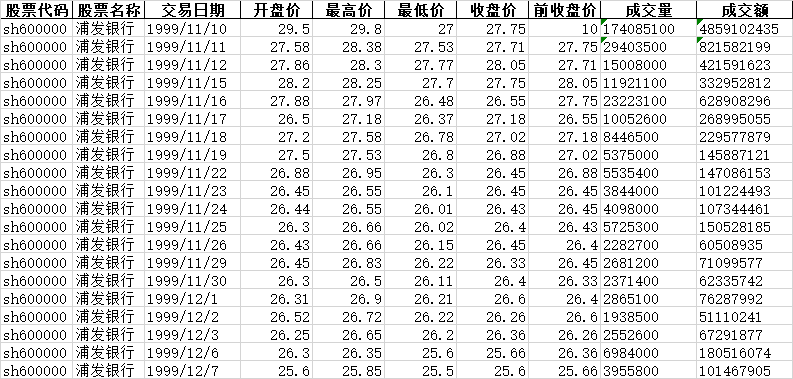 股票代码 股票名称 交易日期 开盘价 最高价 最低价 收盘价 前收盘价 成交量 成交额
sh600000 浦发银行 1999/11/10 29.5 29.8 27 27.75 10 174085100 4859102435
sh600000 浦发银行 1999/11/11 27.58 28.38 27.53 27.71 27.75 29403500 821582199
sh600000 浦发银行 1999/11/12 27.86 28.3 27.77 28.05 27.71 15008000 421591623
sh600000 浦发银行 1999/11/15 28.2 28.25 27.7 27.75 28.05 11921100 332952812
sh600000 浦发银行 1999/11/16 27.88 27.97 26.48 26.55 27.75 23223100 628908296
sh600000 浦发银行 1999/11/17 26.5 27.18 26.37 27.18 26.55 10052600 268995055
sh600000 浦发银行 1999/11/18 27.2 27.58 26.78 27.02 27.18 8446500 229577879
sh600000 浦发银行 1999/11/19 27.5 27.53 26.8 26.88 27.02 5375000 145887121
sh600000 浦发银行 1999/11/22 26.88 26.95 26.3 26.45 26.88 5535400 147086153
sh600000 浦发银行 1999/11/23 26.45 26.55 26.1 26.45 26.45 3844000 101224493
sh600000 浦发银行 1999/11/24 26.44 26.55 26.01 26.43 26.45 4098000 107344461
sh600000 浦发银行 1999/11/25 26.3 26.66 26.02 26.4 26.43 5725300 150528185
sh600000 浦发银行 1999/11/26 26.43 26.66 26.15 26.45 26.4 2282700 60508935
sh600000 浦发银行 1999/11/29 26.45 26.83 26.22 26.33 26.45 2681200 71099577
sh600000 浦发银行 1999/11/30 26.3 26.5 26.11 26.4 26.33 2371400 62335742
sh600000 浦发银行 1999/12/1 26.31 26.9 26.21 26.6 26.4 2865100 76287992
sh600000 浦发银行 1999/12/2 26.52 26.72 26.22 26.26 26.6 1938500 51110241
sh600000 浦发银行 1999/12/3 26.25 26.65 26.2 26.36 26.26 2552600 67291877
sh600000 浦发银行 1999/12/6 26.3 26.35 25.6 25.66 26.36 6984000 180516074
sh600000 浦发银行 1999/12/7 25.6 25.85 25.5 25.6 25.66 3955800 101467905